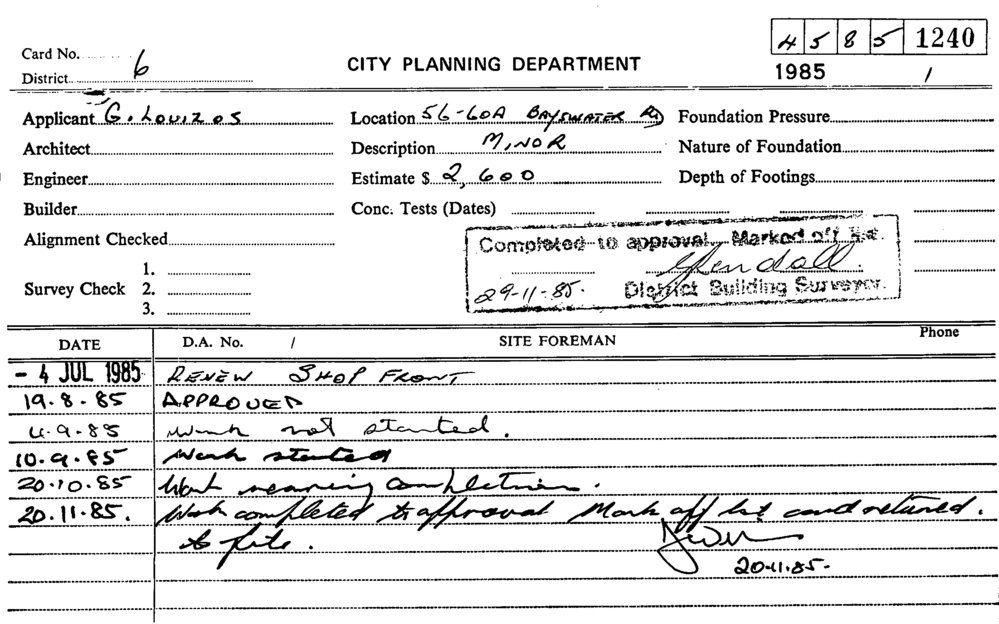 45 85 1240
Card No.
District 6
CITY PLANNING DEPARTMENT
1985 /
Applicant G. Louizos
Location 56-60A BAYSWATER Rd
Foundation Pressure
Architect
Description MINOR
Nature of Foundation
Engineer
Estimate $ 2,600
Depth of Footings
Builder
Conc. Tests (Dates)
Alignment Checked
Completed to approval. Marked off list.
1.
Survey Check 2.
29-11-85. District Building Surveyor.
3.
DATE D.A. No. / SITE FOREMAN Phone
- 4 JUL 1985 RENEW SHOP FRONT
19.8.85 APPROVED
4.9.85 Work not started.
10.9.85 Work started
20.10.85 Work nearing completion.
20.11.85. Work completed to approval Mark off list card returned.
to file.
20.11.85.